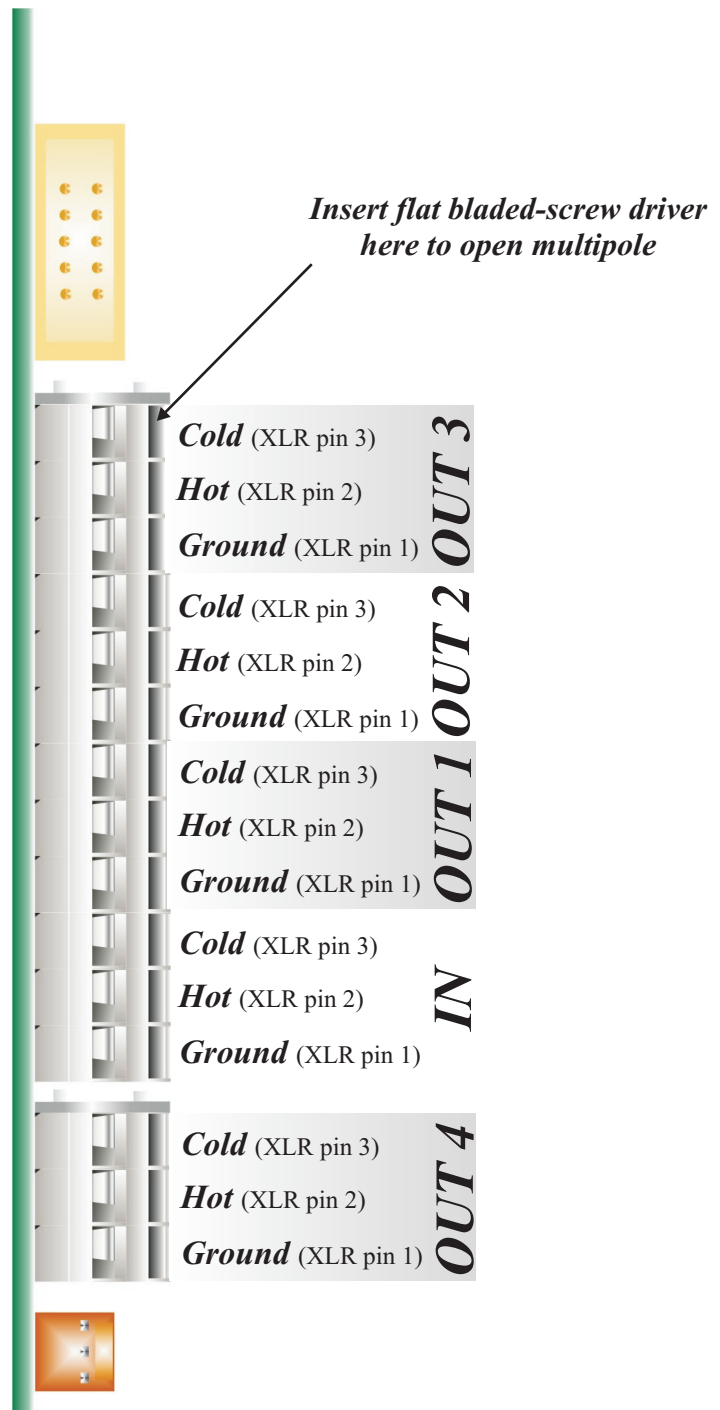 Insert flat bladed-screw driver
here to open multipole
Cold (XLR pin 3)
Hot (XLR pin 2)
Ground (XLR pin 1)
OUT 3
Cold (XLR pin 3)
Hot (XLR pin 2)
Ground (XLR pin 1)
OUT 2
Cold (XLR pin 3)
Hot (XLR pin 2)
Ground (XLR pin 1)
OUT 1
Cold (XLR pin 3)
Hot (XLR pin 2)
Ground (XLR pin 1)
IN
Cold (XLR pin 3)
Hot (XLR pin 2)
Ground (XLR pin 1)
OUT 4